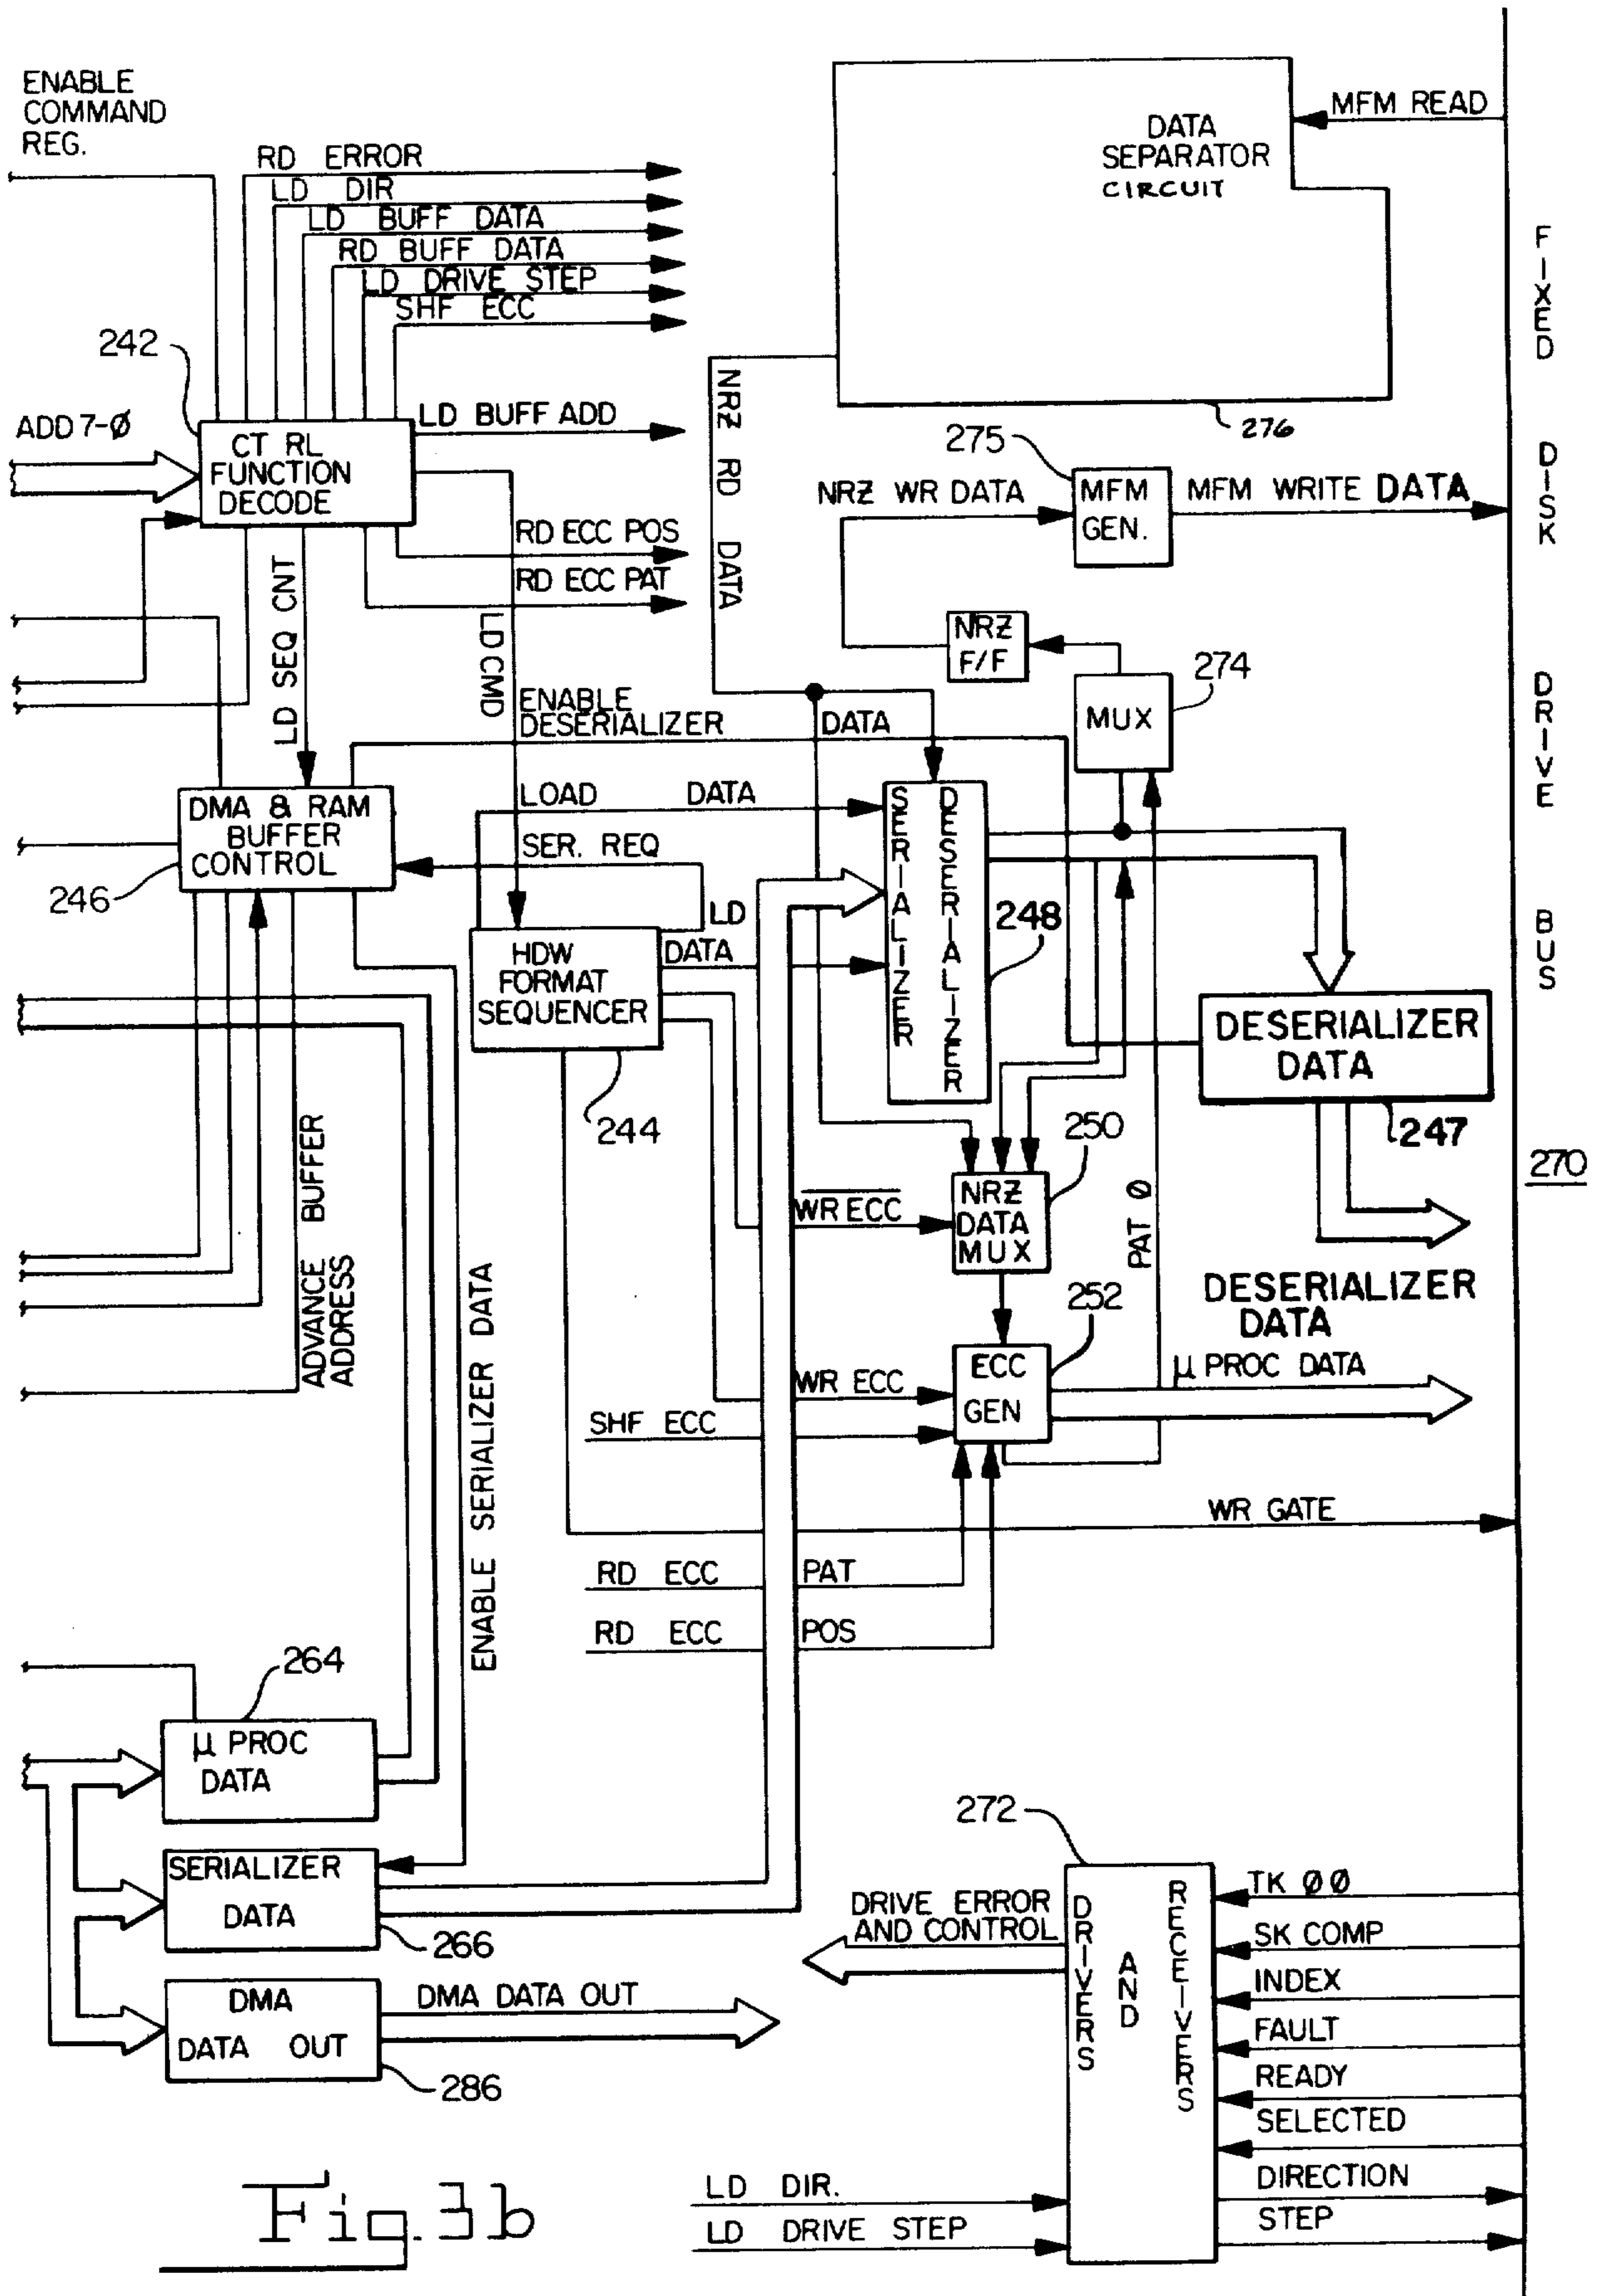 ENABLE
COMMAND
REG.
RD ERROR
LD DIR
LD BUFF DATA
RD BUFF DATA
LD DRIVE STEP
SHF ECC
242
ADD 7-Ø
CT RL
FUNCTION
DECODE
LD BUFF ADD
RD ECC POS
RD ECC PAT
LD SEQ CNT
LD CMD
NRZ RD DATA
DATA
SEPARATOR
CIRCUIT
276
MFM READ
275
NRZ WR DATA
MFM
GEN.
MFM WRITE DATA
NRZ
F/F
274
MUX
FIXED DISK DRIVE BUS
270
ENABLE
DESERIALIZER DATA
DMA & RAM
BUFFER
CONTROL
246
LOAD DATA
SER. REQ
LD
DATA
HDW
FORMAT
SEQUENCER
244
SERIALIZER
DESERIALIZER
248
DESERIALIZER
DATA
247
DESERIALIZER
DATA
ADVANCE BUFFER
ADDRESS
ENABLE SERIALIZER DATA
250
WR ECC
NRZ
DATA
MUX
PAT Ø
252
ECC
GEN
WR ECC
SHF ECC
µ PROC DATA
WR GATE
RD ECC PAT
RD ECC POS
264
µ PROC
DATA
SERIALIZER
DATA
266
DMA
DATA OUT
286
DMA DATA OUT
272
DRIVE ERROR
AND CONTROL
DRIVERS
AND
RECEIVERS
TK ØØ
SK COMP
INDEX
FAULT
READY
SELECTED
DIRECTION
STEP
LD DIR.
LD DRIVE STEP
Fig. 3b